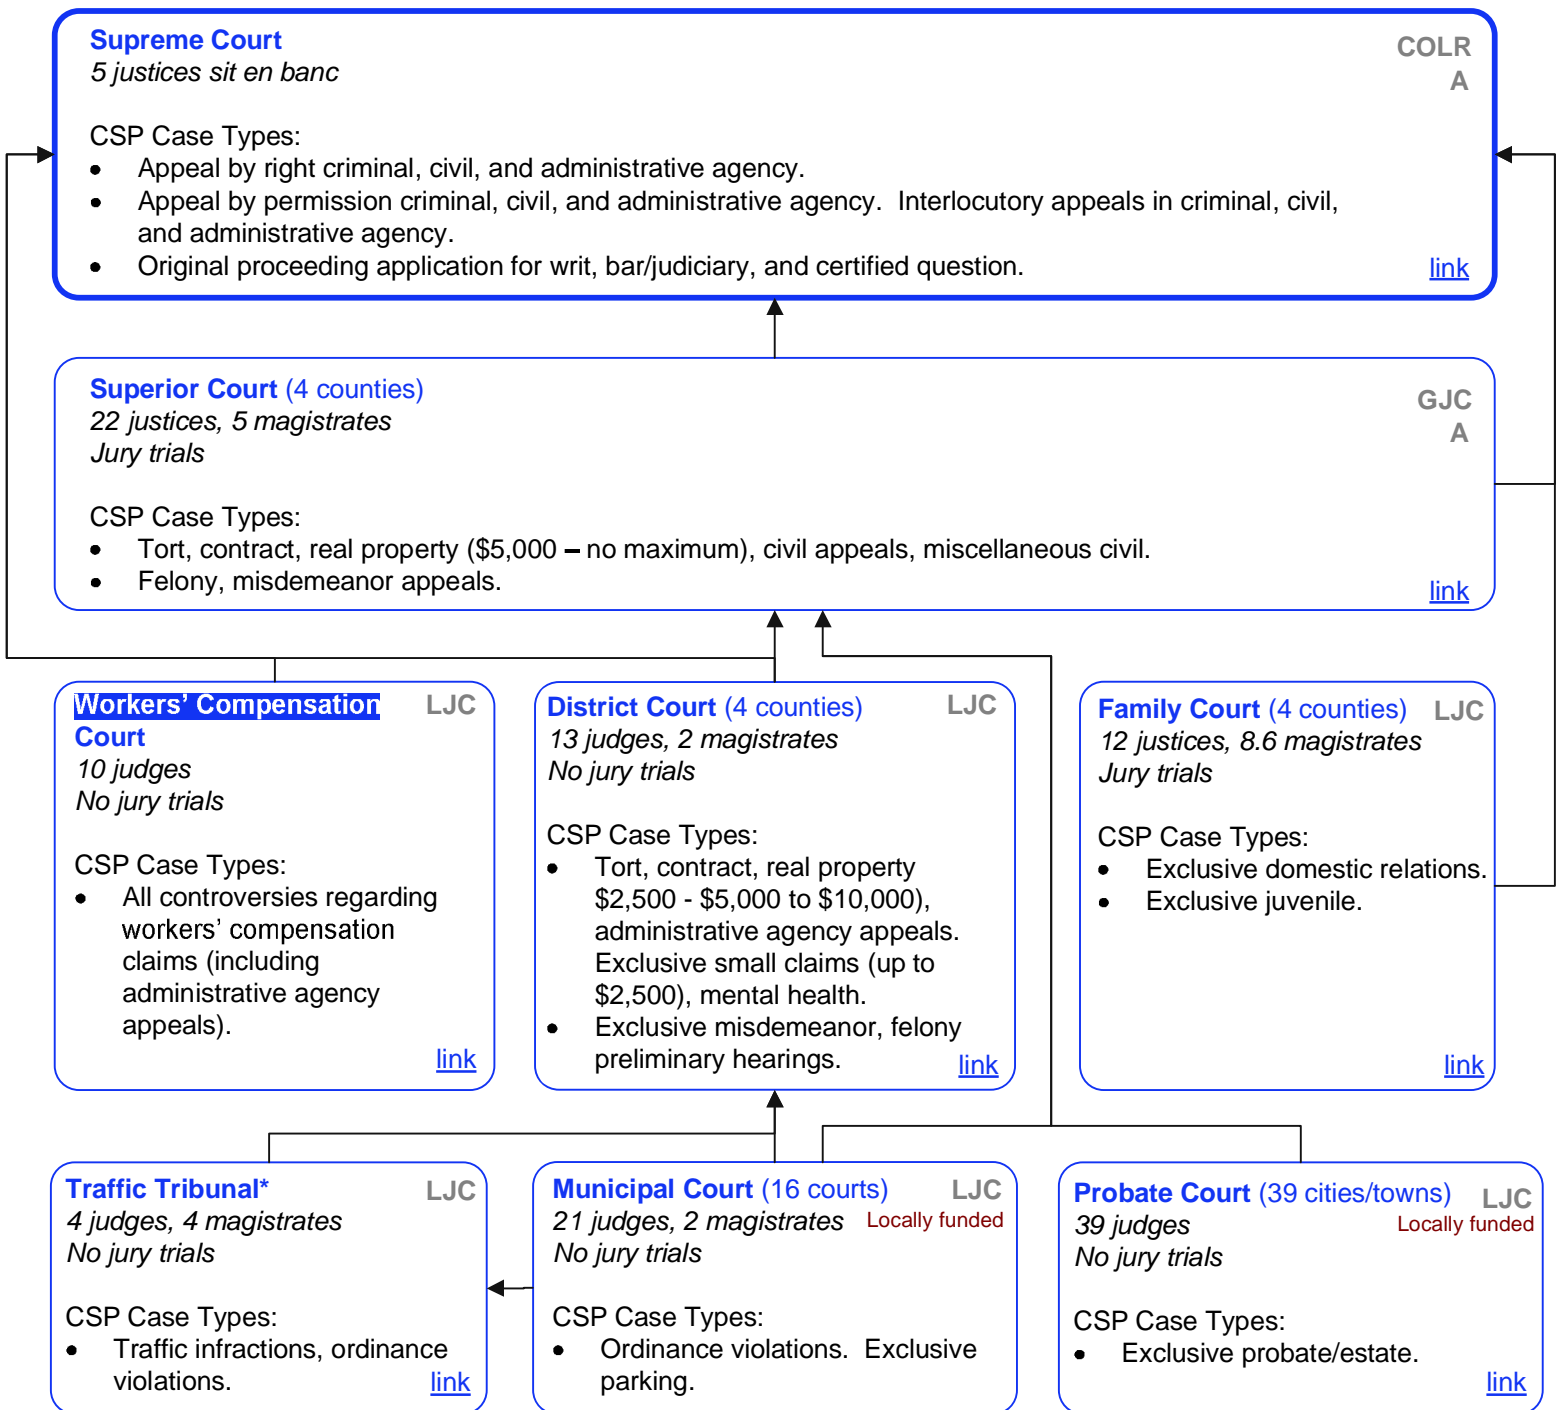 Supreme Court
COLR
5 justices sit en banc
A
CSP Case Types:
• Appeal by right criminal, civil, and administrative agency.
• Appeal by permission criminal, civil, and administrative agency.  Interlocutory appeals in criminal, civil,
and administrative agency.
• Original proceeding application for writ, bar/judiciary, and certified question.
link
Superior Court (4 counties)
GJC
22 justices, 5 magistrates
A
Jury trials
CSP Case Types:
• Tort, contract, real property ($5,000 – no maximum), civil appeals, miscellaneous civil.
• Felony, misdemeanor appeals.
link
Workers’ Compensation
LJC
Court
10 judges
No jury trials
CSP Case Types:
• All controversies regarding
workers’ compensation
claims (including
administrative agency
appeals).
link
District Court (4 counties)
LJC
13 judges, 2 magistrates
No jury trials
CSP Case Types:
• Tort, contract, real property
$2,500 - $5,000 to $10,000),
administrative agency appeals.
Exclusive small claims (up to
$2,500), mental health.
• Exclusive misdemeanor, felony
preliminary hearings.
link
Family Court (4 counties)
LJC
12 justices, 8.6 magistrates
Jury trials
CSP Case Types:
• Exclusive domestic relations.
• Exclusive juvenile.
link
Traffic Tribunal*
LJC
4 judges, 4 magistrates
No jury trials
CSP Case Types:
• Traffic infractions, ordinance
violations.
link
Municipal Court (16 courts)
LJC
21 judges, 2 magistrates
Locally funded
No jury trials
CSP Case Types:
• Ordinance violations.  Exclusive
parking.
Probate Court (39 cities/towns)
LJC
39 judges
Locally funded
No jury trials
CSP Case Types:
• Exclusive probate/estate.
link